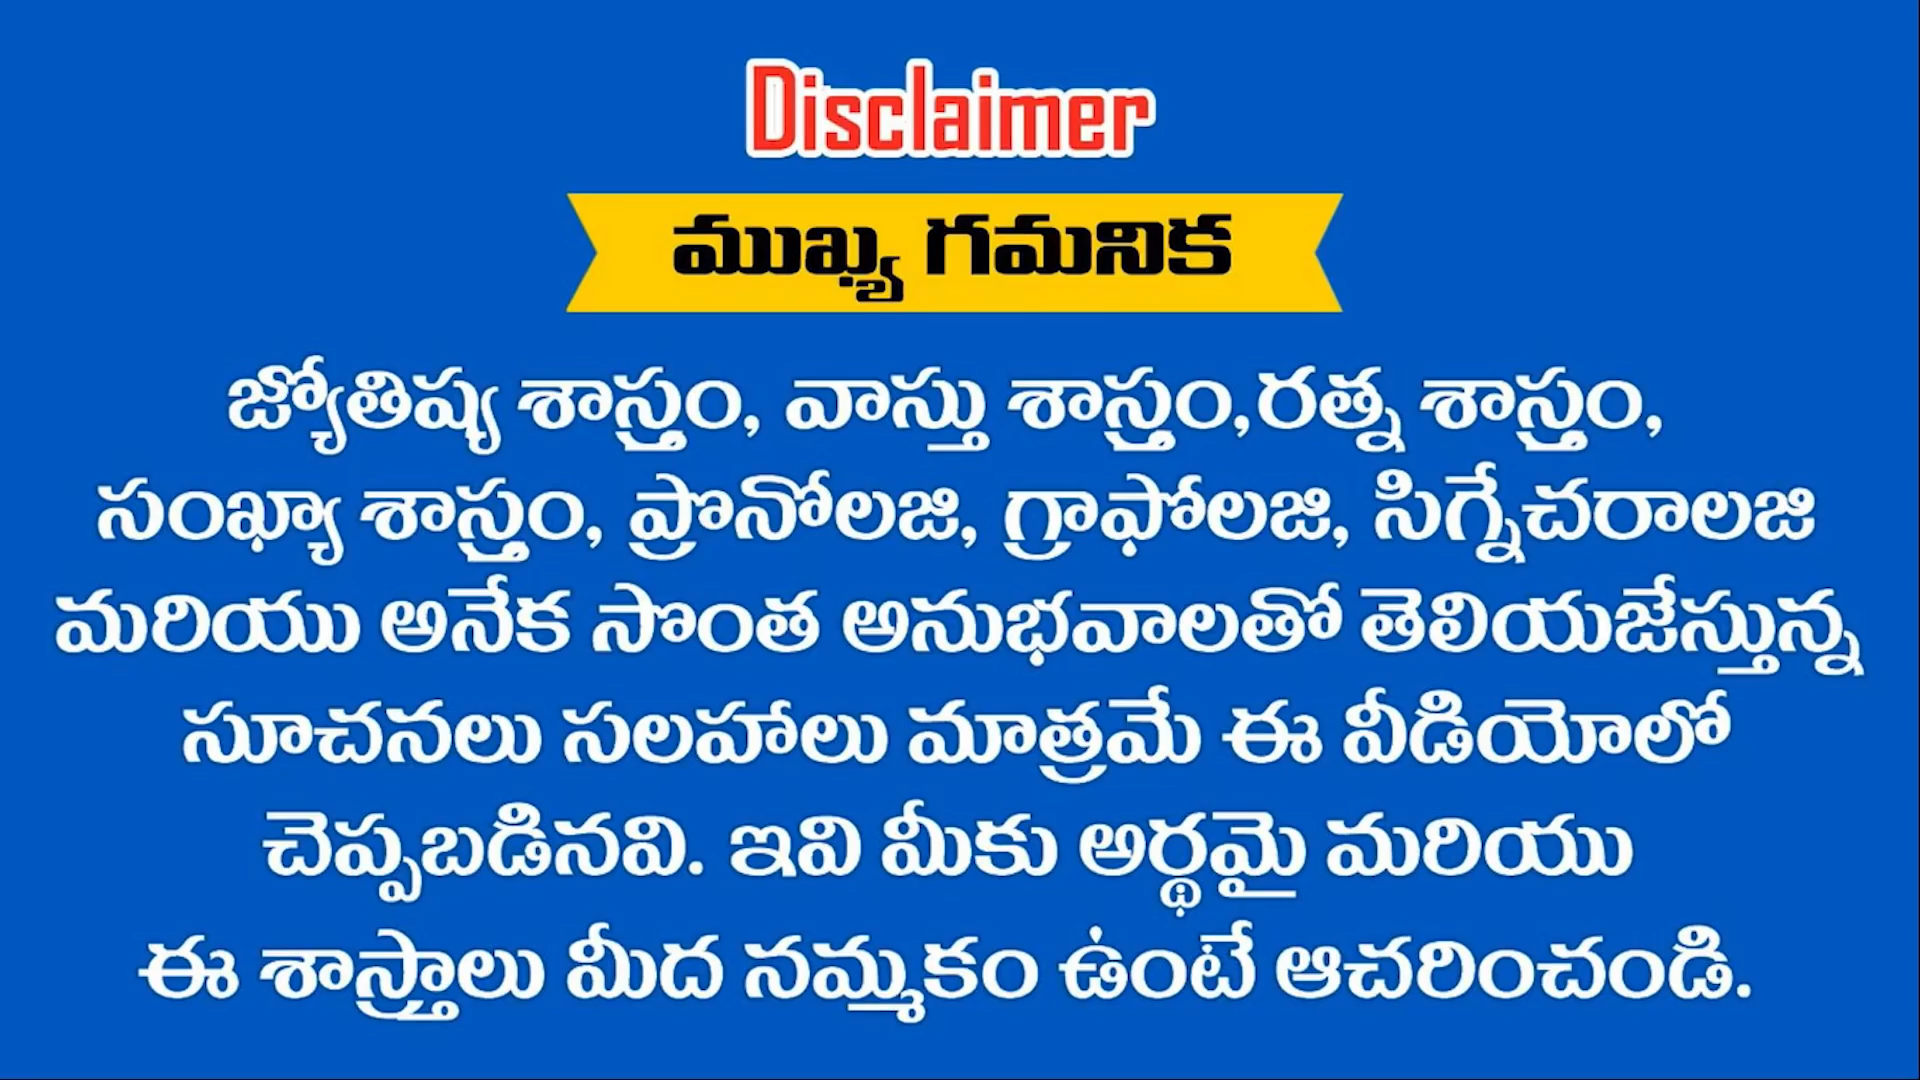 Disclaimer
ముఖ్య గమనిక
జ్యోతిష్య శాస్త్రం, వాస్తు శాస్త్రం,రత్న శాస్త్రం,
సంఖ్యా శాస్త్రం, ప్రొనోలజి, గ్రాఫోలజి, సిగ్నేచరాలజి
మరియు అనేక సొంత అనుభవాలతో తెలియజేస్తున్న
సూచనలు సలహాలు మాత్రమే ఈ వీడియోలో
చెప్పబడినవి. ఇవి మీకు అర్థమై మరియు
ఈ శాస్త్రాలు మీద నమ్మకం ఉంటే ఆచరించండి.